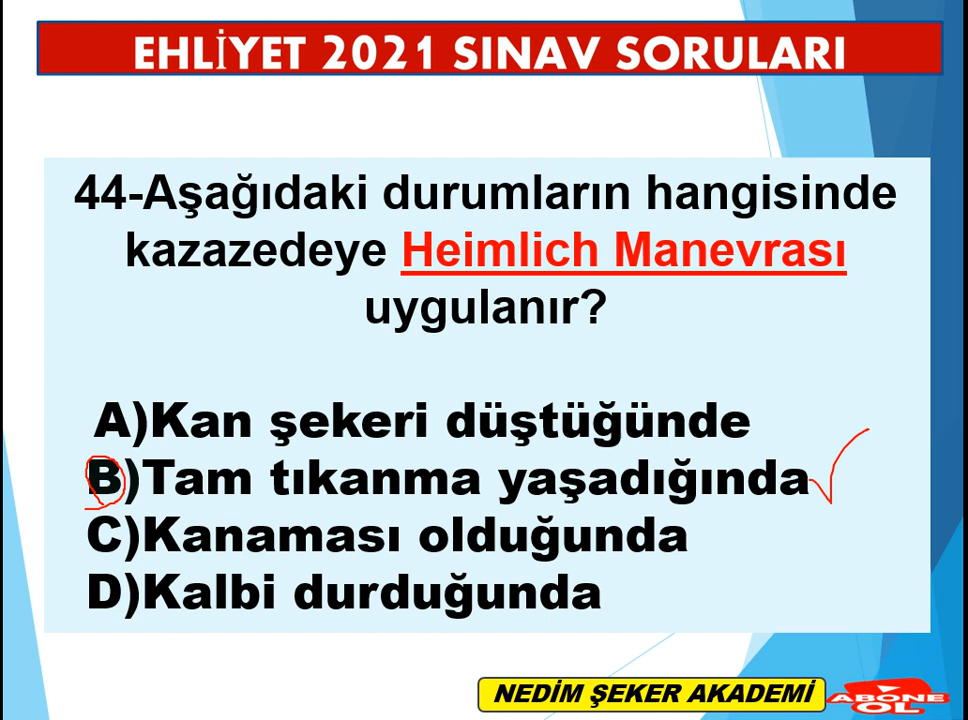 EHLİYET 2021 SINAV SORULARI
44-Aşağıdaki durumların hangisinde
kazazedeye Heimlich Manevrası
uygulanır?
A)Kan şekeri düştüğünde
B)Tam tıkanma yaşadığında
C)Kanaması olduğunda
D)Kalbi durduğunda
NEDİM ŞEKER AKADEMİ
ABONE
OL